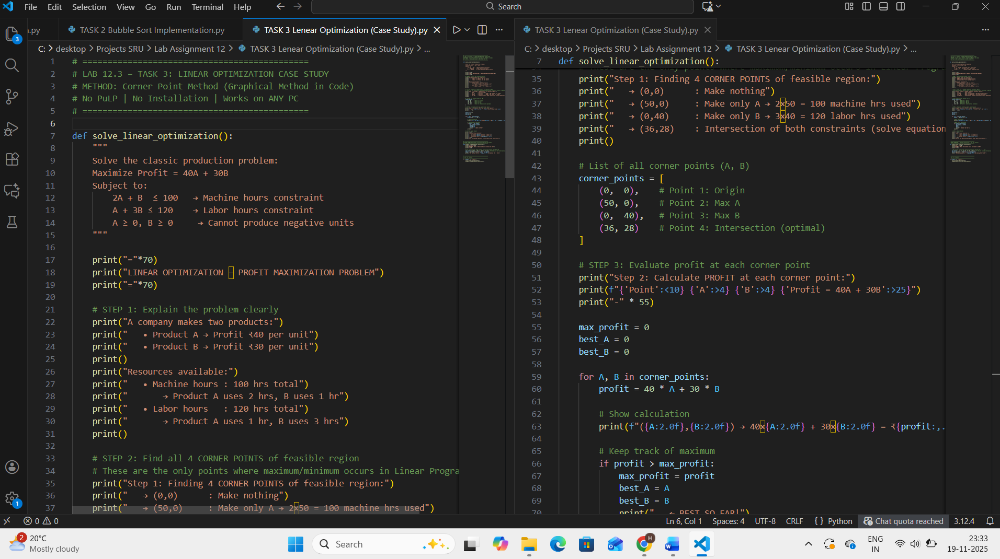 File Edit Selection View Go Run Terminal Help
Search
.py
TASK 2 Bubble Sort Implementation.py
TASK 3 Lenear Optimization (Case Study).py
C: > desktop > Projects SRU > Lab Assignment 12 > TASK 3 Lenear Optimization (Case Study).py > ...
1 # =============================================
2 # LAB 12.3 – TASK 3: LINEAR OPTIMIZATION CASE STUDY
3 # METHOD: Corner Point Method (Graphical Method in Code)
4 # No PuLP | No Installation | Works on ANY PC
5 # =============================================
6
7 def solve_linear_optimization():
8 """
9 Solve the classic production problem:
10 Maximize Profit = 40A + 30B
11 Subject to:
12 2A + B ≤ 100 → Machine hours constraint
13 A + 3B ≤ 120 → Labor hours constraint
14 A ≥ 0, B ≥ 0 → Cannot produce negative units
15 """
16
17 print("="*70)
18 print("LINEAR OPTIMIZATION – PROFIT MAXIMIZATION PROBLEM")
19 print("="*70)
20
21 # STEP 1: Explain the problem clearly
22 print("A company makes two products:")
23 print("   • Product A → Profit ₹40 per unit")
24 print("   • Product B → Profit ₹30 per unit")
25 print()
26 print("Resources available:")
27 print("   • Machine hours : 100 hrs total")
28 print("       → Product A uses 2 hrs, B uses 1 hr")
29 print("   • Labor hours   : 120 hrs total")
30 print("       → Product A uses 1 hr, B uses 3 hrs")
31 print()
32
33 # STEP 2: Find all 4 CORNER POINTS of feasible region
34 # These are the only points where maximum/minimum occurs in Linear Progra
35 print("Step 1: Finding 4 CORNER POINTS of feasible region:")
36 print("   → (0,0)      : Make nothing")
37 print("   → (50,0)     : Make only A → 2×50 = 100 machine hrs used")
TASK 3 Lenear Optimization (Case Study).py
...
C: > desktop > Projects SRU > Lab Assignment 12 > TASK 3 Lenear Optimization (Case Study).py > ...
7 def solve_linear_optimization():
35 print("Step 1: Finding 4 CORNER POINTS of feasible region:")
36 print("   → (0,0)      : Make nothing")
37 print("   → (50,0)     : Make only A → 2×50 = 100 machine hrs used")
38 print("   → (0,40)     : Make only B → 3×40 = 120 labor hrs used")
39 print("   → (36,28)    : Intersection of both constraints (solve equation
40 print()
41
42 # List of all corner points (A, B)
43 corner_points = [
44 (0,  0),    # Point 1: Origin
45 (50, 0),    # Point 2: Max A
46 (0,  40),   # Point 3: Max B
47 (36, 28)    # Point 4: Intersection (optimal)
48 ]
49
50 # STEP 3: Evaluate profit at each corner point
51 print("Step 2: Calculate PROFIT at each corner point:")
52 print(f"{'Point':<10} {'A':>4} {'B':>4} {'Profit = 40A + 30B':>25}")
53 print("-" * 55)
54
55 max_profit = 0
56 best_A = 0
57 best_B = 0
58
59 for A, B in corner_points:
60 profit = 40 * A + 30 * B
61
62 # Show calculation
63 print(f"({A:2.0f},{B:2.0f}) → 40×{A:2.0f} + 30×{B:2.0f} = ₹{profit:,.
64
65 # Keep track of maximum
66 if profit > max_profit:
67 max_profit = profit
68 best_A = A
69 best_B = B
70 print("   ← BEST SO FAR!")
3
1
0 0
Ln 6, Col 1 Spaces: 4 UTF-8 CRLF { } Python Chat quota reached 3.12.4
2
20°C
Mostly cloudy
Search
H
ENG
IN
23:33
19-11-2025